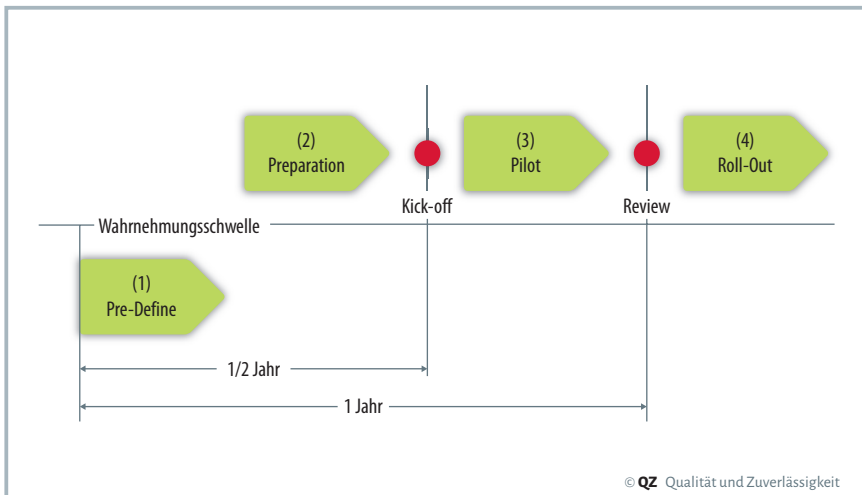 (2)
Preparation
(3)
Pilot
(4)
Roll-Out
Kick-off
Review
Wahrnehmungsschwelle
(1)
Pre-Define
1/2 Jahr
1 Jahr
© QZ Qualität und Zuverlässigkeit